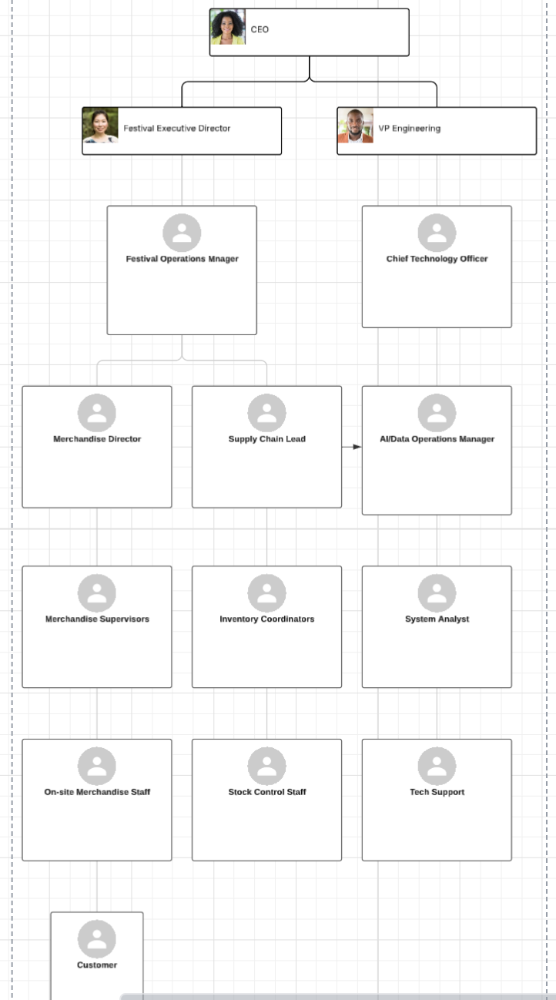 CEO
Festival Executive Director
VP Engineering
Festival Operations Mnager
Chief Technology Officer
Merchandise Director
Supply Chain Lead
AI/Data Operations Manager
Merchandise Supervisors
Inventory Coordinators
System Analyst
On-site Merchandise Staff
Stock Control Staff
Tech Support
Customer